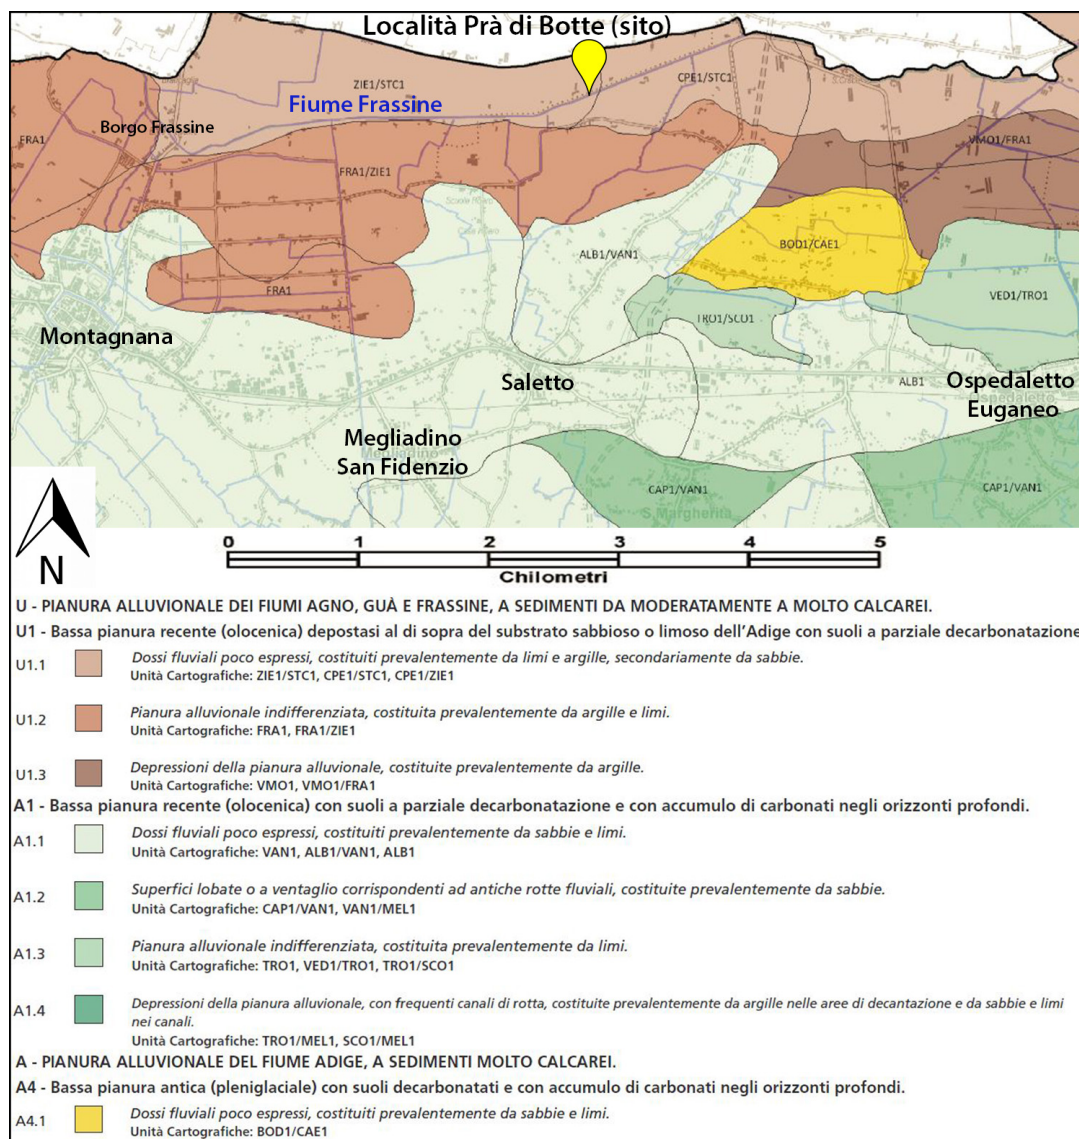 Località Prà di Botte (sito)
ZIE1/STC1
CPE1/STC1
Fiume Frassine
Borgo Frassine
FRA1
VMO1/FRA1
FRA1/ZIE1
BOD1/CAE1
ALB1/VAN1
FRA1
VED1/TRO1
TRO1/SCO1
Montagnana
Saletto
ALB1
Ospedaletto
Euganeo
Ospedaletto
Megliadino
San Fidenzio
Megliadino
CAP1/VAN1
CAP1/VAN1
S. Margherita
N
0 1 2 3 4 5
Chilometri
U - PIANURA ALLUVIONALE DEI FIUMI AGNO, GUÀ E FRASSINE, A SEDIMENTI DA MODERATAMENTE A MOLTO CALCAREI.
U1 - Bassa pianura recente (olocenica) depostasi al di sopra del substrato sabbioso o limoso dell'Adige con suoli a parziale decarbonatazione
U1.1 Dossi fluviali poco espressi, costituiti prevalentemente da limi e argille, secondariamente da sabbie.
Unità Cartografiche: ZIE1/STC1, CPE1/STC1, CPE1/ZIE1
U1.2 Pianura alluvionale indifferenziata, costituita prevalentemente da argille e limi.
Unità Cartografiche: FRA1, FRA1/ZIE1
U1.3 Depressioni della pianura alluvionale, costituite prevalentemente da argille.
Unità Cartografiche: VMO1, VMO1/FRA1
A1 - Bassa pianura recente (olocenica) con suoli a parziale decarbonatazione e con accumulo di carbonati negli orizzonti profondi.
A1.1 Dossi fluviali poco espressi, costituiti prevalentemente da sabbie e limi.
Unità Cartografiche: VAN1, ALB1/VAN1, ALB1
A1.2 Superfici lobate o a ventaglio corrispondenti ad antiche rotte fluviali, costituite prevalentemente da sabbie.
Unità Cartografiche: CAP1/VAN1, VAN1/MEL1
A1.3 Pianura alluvionale indifferenziata, costituita prevalentemente da limi.
Unità Cartografiche: TRO1, VED1/TRO1, TRO1/SCO1
A1.4 Depressioni della pianura alluvionale, con frequenti canali di rotta, costituite prevalentemente da argille nelle aree di decantazione e da sabbie e limi
nei canali.
Unità Cartografiche: TRO1/MEL1, SCO1/MEL1
A - PIANURA ALLUVIONALE DEL FIUME ADIGE, A SEDIMENTI MOLTO CALCAREI.
A4 - Bassa pianura antica (pleniglaciale) con suoli decarbonatati e con accumulo di carbonati negli orizzonti profondi.
A4.1 Dossi fluviali poco espressi, costituiti prevalentemente da sabbie e limi.
Unità Cartografiche: BOD1/CAE1